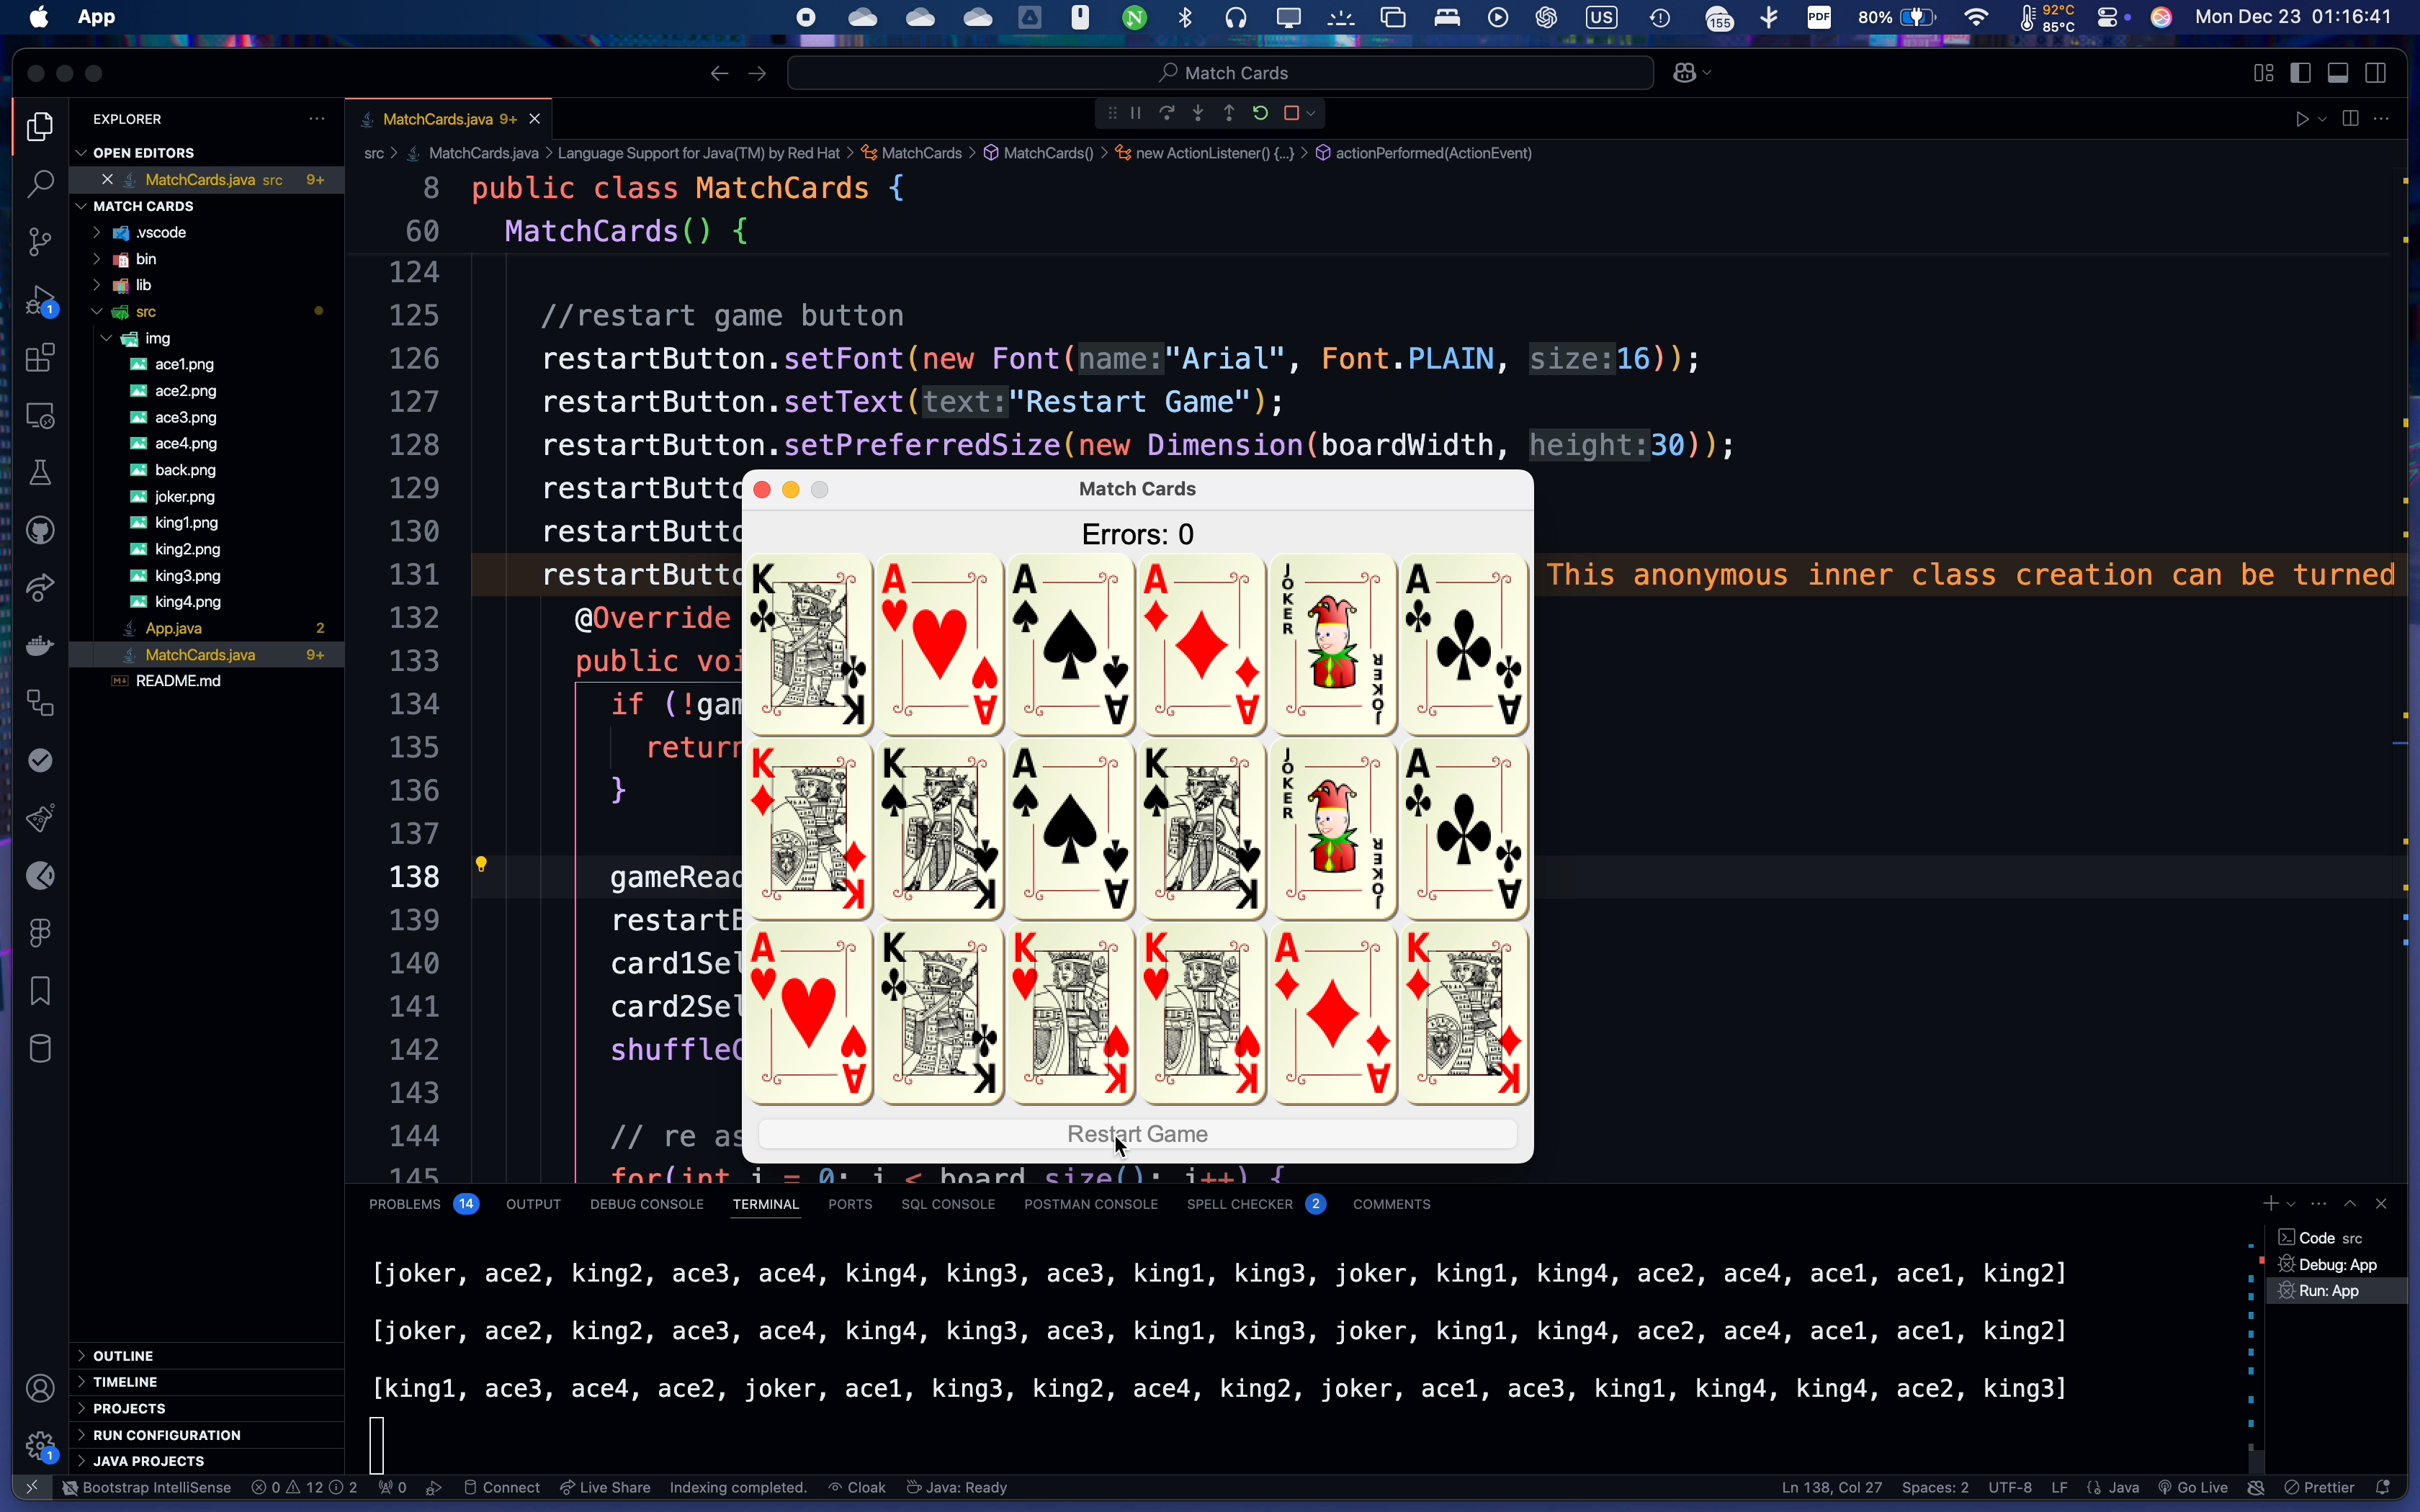 App
N
US
155
PDF
80%
92°C
85°C
Mon Dec 23 01:16:41
Match Cards
EXPLORER
OPEN EDITORS
MatchCards.java src 9+
MATCH CARDS
.vscode
bin
lib
src
img
ace1.png
ace2.png
ace3.png
ace4.png
back.png
joker.png
king1.png
king2.png
king3.png
king4.png
App.java 2
MatchCards.java 9+
README.md
OUTLINE
TIMELINE
PROJECTS
RUN CONFIGURATION
JAVA PROJECTS
1
1
MatchCards.java 9+
src > MatchCards.java > Language Support for Java(TM) by Red Hat > MatchCards > MatchCards() > new ActionListener() {...} > actionPerformed(ActionEvent)
8 public class MatchCards {
60 MatchCards() {
124
125 //restart game button
126 restartButton.setFont(new Font(name:"Arial", Font.PLAIN, size:16));
127 restartButton.setText(text:"Restart Game");
128 restartButton.setPreferredSize(new Dimension(boardWidth, height:30));
129 restartButto
130 restartButto
131 restartButto This anonymous inner class creation can be turned
132 @Override
133 public voi
134 if (!gam
135 return
136 }
137
138 gameRead
139 restartB
140 card1Sel
141 card2Sel
142 shuffleC
143
144 // re as
145 for(int i = 0; i < board.size(); i++) {
Match Cards
Errors: 0
K K A A A A A A JOKER JOKER A A
K K K K A A K K JOKER JOKER A A
A A K K K K K K A A K K
Restart Game
PROBLEMS 14 OUTPUT DEBUG CONSOLE TERMINAL PORTS SQL CONSOLE POSTMAN CONSOLE SPELL CHECKER 2 COMMENTS
[joker, ace2, king2, ace3, ace4, king4, king3, ace3, king1, king3, joker, king1, king4, ace2, ace4, ace1, ace1, king2]
[joker, ace2, king2, ace3, ace4, king4, king3, ace3, king1, king3, joker, king1, king4, ace2, ace4, ace1, ace1, king2]
[king1, ace3, ace4, ace2, joker, ace1, king3, king2, ace4, king2, joker, ace1, ace3, king1, king4, king4, ace2, king3]
Code src
Debug: App
Run: App
Bootstrap IntelliSense 0 12 2 0 Connect Live Share Indexing completed. Cloak Java: Ready Ln 138, Col 27 Spaces: 2 UTF-8 LF {} Java Go Live Prettier